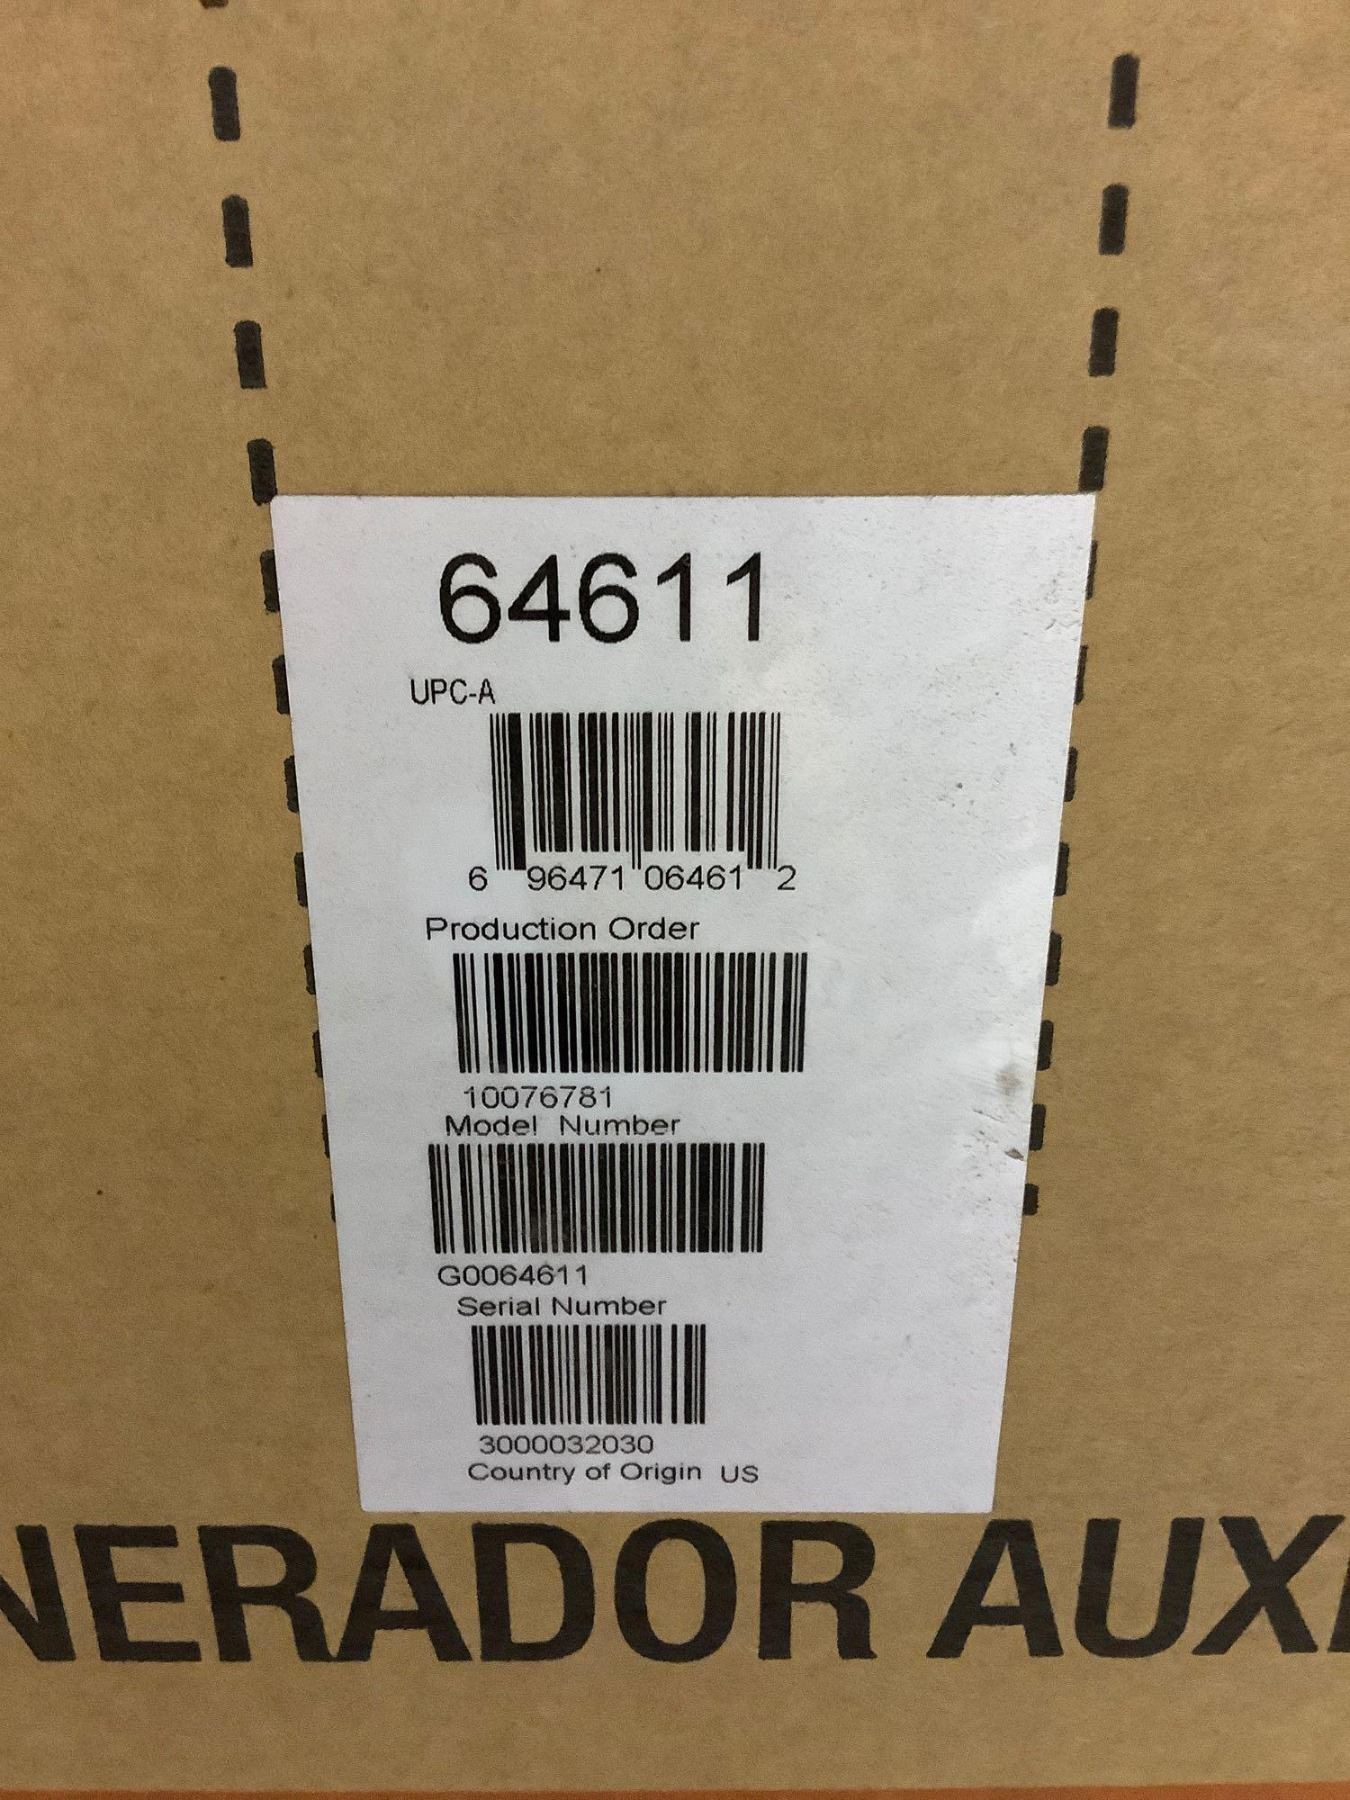 64611
UPC-A
6 96471 06461 2
Production Order
10076781
Model Number
G0064611
Serial Number
3000032030
Country of Origin US
NERADOR AUX